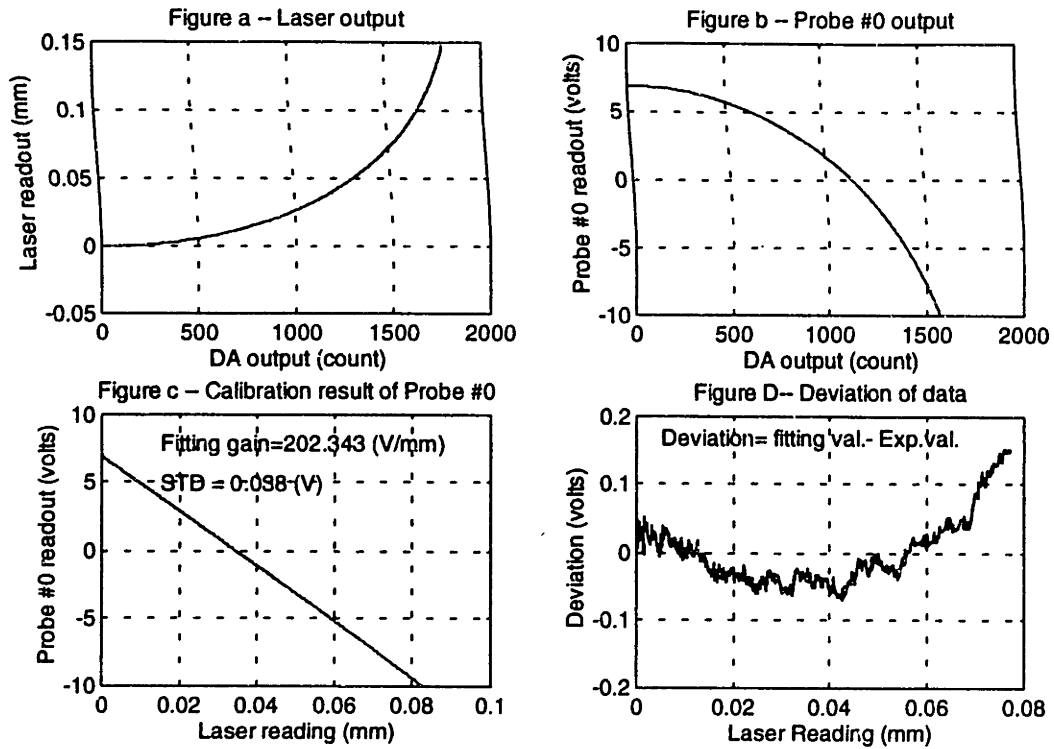 Figure a -- Laser output
0.15
0.1
0.05
0
-0.05
Laser readout (mm)
0
500
1000
1500
2000
DA output (count)
Figure b -- Probe #0 output
10
5
0
-5
-10
Probe #0 readout (volts)
0
500
1000
1500
2000
DA output (count)
Figure c -- Calibration result of Probe #0
Fitting gain=202.343 (V/mm)
STD = 0.038 (V)
10
5
0
-5
-10
Probe #0 readout (volts)
0
0.02
0.04
0.06
0.08
0.1
Laser reading (mm)
Figure D-- Deviation of data
Deviation= fitting val.- Exp.val.
0.2
0.1
0
-0.1
-0.2
Deviation (volts)
0
0.02
0.04
0.06
0.08
Laser Reading (mm)